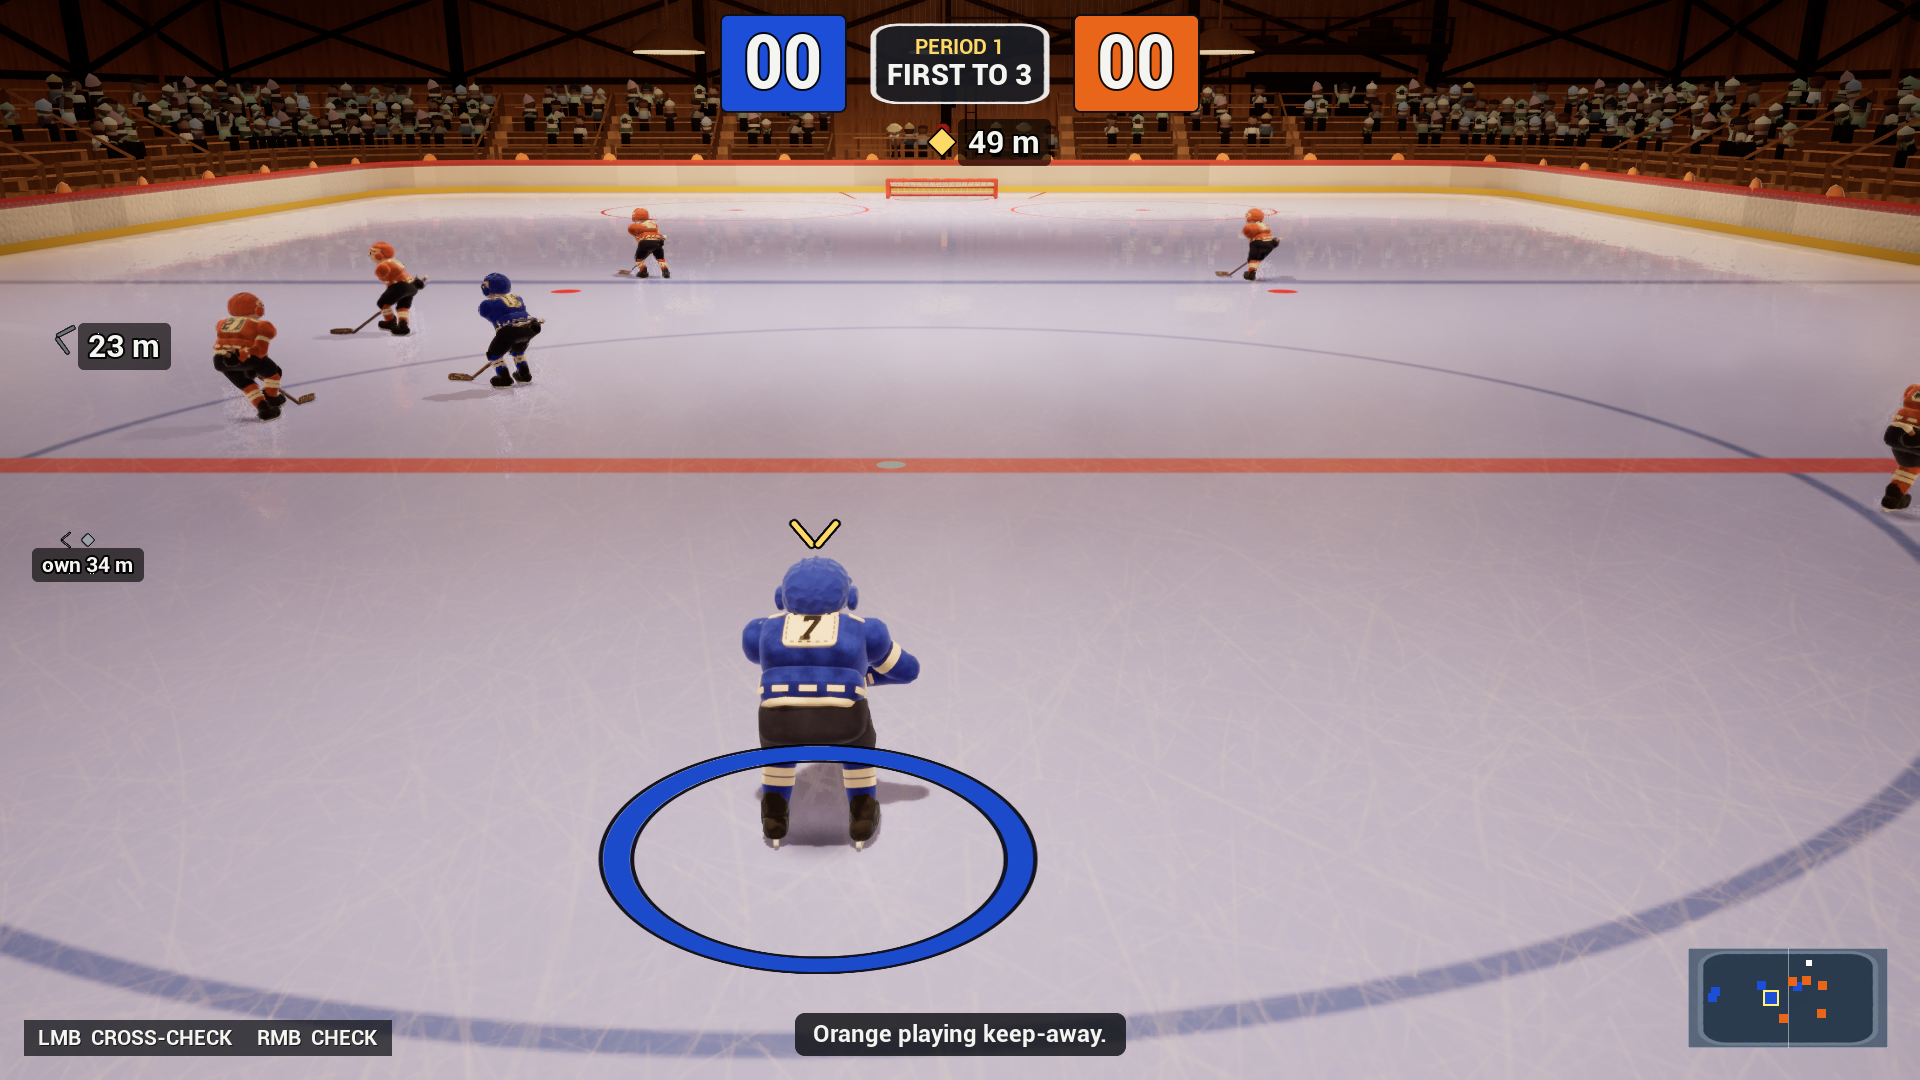 00
PERIOD 1
FIRST TO 3
00
49 m
23 m
own 34 m
7
LMB CROSS-CHECK RMB CHECK
Orange playing keep-away.